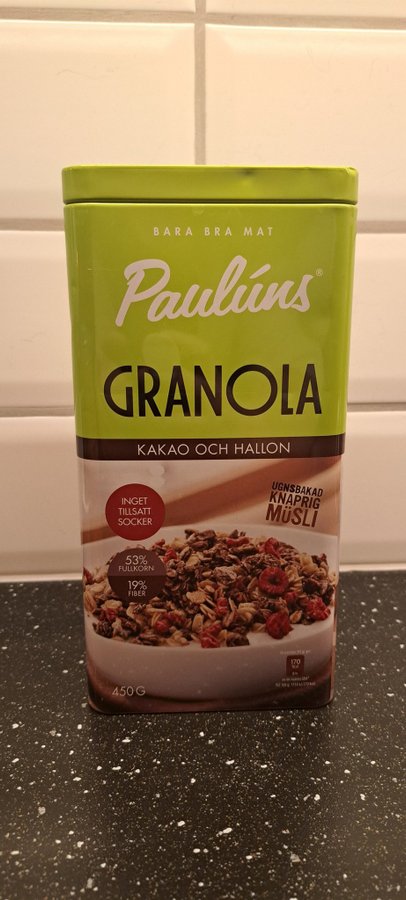 BARA BRA MAT
Paulúns®
GRANOLA
KAKAO OCH HALLON
INGET
TILLSATT
SOCKER
UGNSBAKAD
KNAPRIG
MÜSLI
53%
FULLKORN
19%
FIBER
170
450G